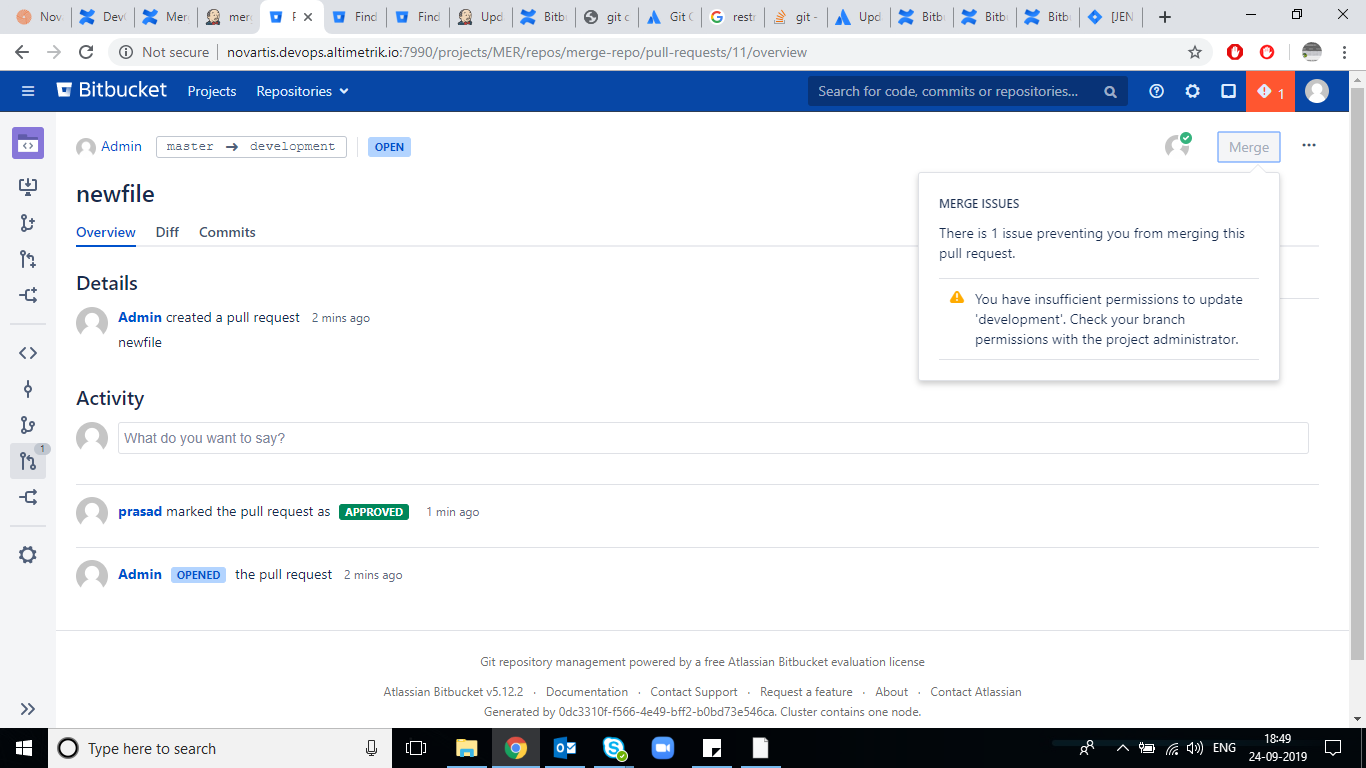 Nov
Dev
Mer
mer
F
Find
Find
Upd
Bitbu
git c
Git C
restr
git -
Upd
Bitb
Bitb
Bitb
[JEN
Not secure
novartis.devops.altimetrik.io:7990/projects/MER/repos/merge-repo/pull-requests/11/overview
Bitbucket
Projects
Repositories
Search for code, commits or repositories...
1
Admin
master → development
OPEN
Merge
newfile
MERGE ISSUES
There is 1 issue preventing you from merging this
pull request.
You have insufficient permissions to update
'development'. Check your branch
permissions with the project administrator.
Overview
Diff
Commits
Details
Admin created a pull request 2 mins ago
newfile
Activity
What do you want to say?
1
prasad marked the pull request as APPROVED 1 min ago
Admin OPENED the pull request 2 mins ago
Git repository management powered by a free Atlassian Bitbucket evaluation license
Atlassian Bitbucket v5.12.2 · Documentation · Contact Support · Request a feature · About · Contact Atlassian
Generated by 0dc3310f-f566-4e49-bff2-b0bd73e546ca. Cluster contains one node.
Type here to search
ENG
18:49
24-09-2019